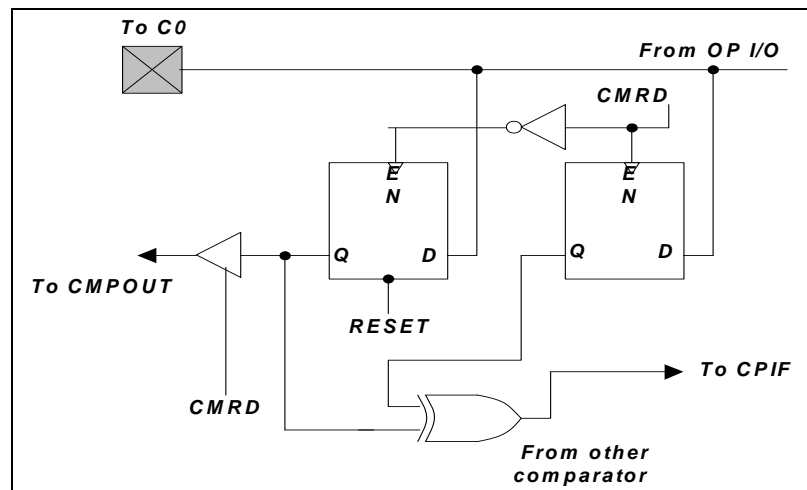 To C0
From OP I/O
CMRD
E
N
E
N
Q
D
Q
D
To CMPOUT
RESET
CMRD
To CPIF
From other
comparator